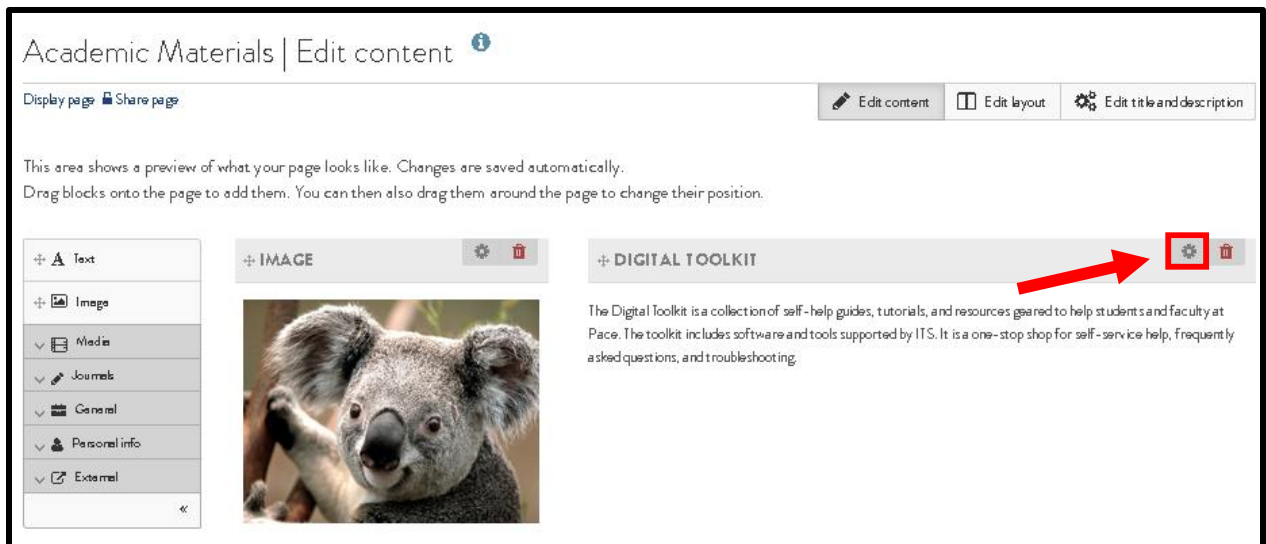 Academic Materials | Edit content
Display page Share page
Edit content
Edit layout
Edit title and description
This area shows a preview of what your page looks like. Changes are saved automatically.
Drag blocks onto the page to add them. You can then also drag them around the page to change their position.
A Text
Image
Media
Journals
General
Personal info
External
«
IMAGE
DIGITAL TOOLKIT
The Digital Toolkit is a collection of self-help guides, tutorials, and resources geared to help students and faculty at
Pace. The toolkit includes software and tools supported by ITS. It is a one-stop shop for self-service help, frequently
asked questions, and troubleshooting.